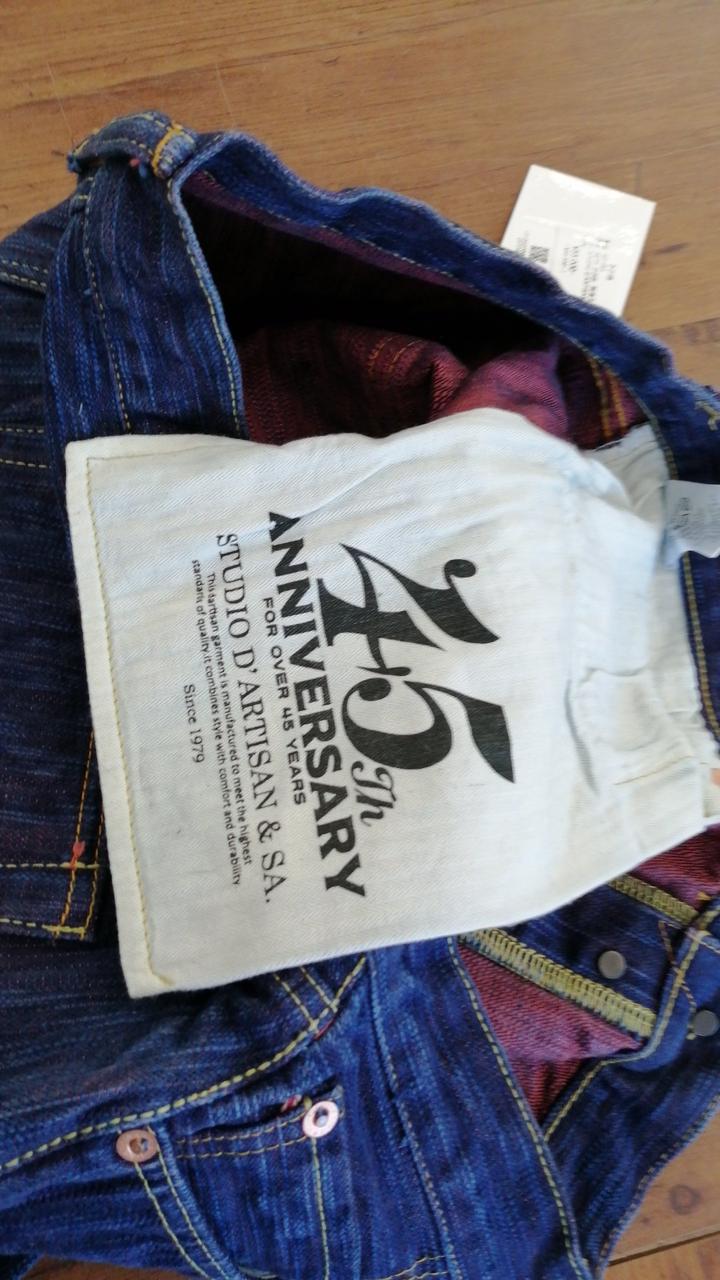 45Th
ANNIVERSARY
FOR OVER 45 YEARS
STUDIO D' ARTISAN & SA.
This artisan garment is manufactured to meet the highest
standaris of quality.it combines style with comfort and durability
Since 1979